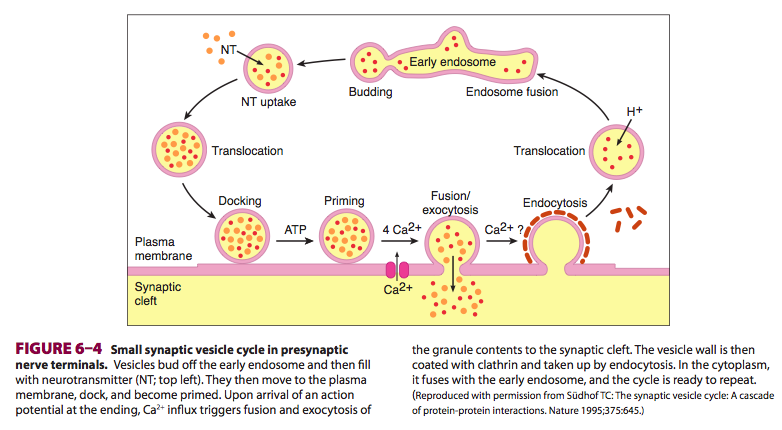 NT
NT uptake
Budding
Early endosome
Endosome fusion
H+
Translocation
Translocation
Docking
ATP
Priming
4 Ca2+
Fusion/
exocytosis
Ca2+ ?
Endocytosis
Plasma
membrane
Ca2+
Synaptic
cleft
FIGURE 6–4 Small synaptic vesicle cycle in presynaptic
nerve terminals. Vesicles bud off the early endosome and then fill
with neurotransmitter (NT; top left). They then move to the plasma
membrane, dock, and become primed. Upon arrival of an action
potential at the ending, Ca²⁺ influx triggers fusion and exocytosis of
the granule contents to the synaptic cleft. The vesicle wall is then
coated with clathrin and taken up by endocytosis. In the cytoplasm,
it fuses with the early endosome, and the cycle is ready to repeat.
(Reproduced with permission from Südhof TC: The synaptic vesicle cycle: A cascade
of protein-protein interactions. Nature 1995;375:645.)